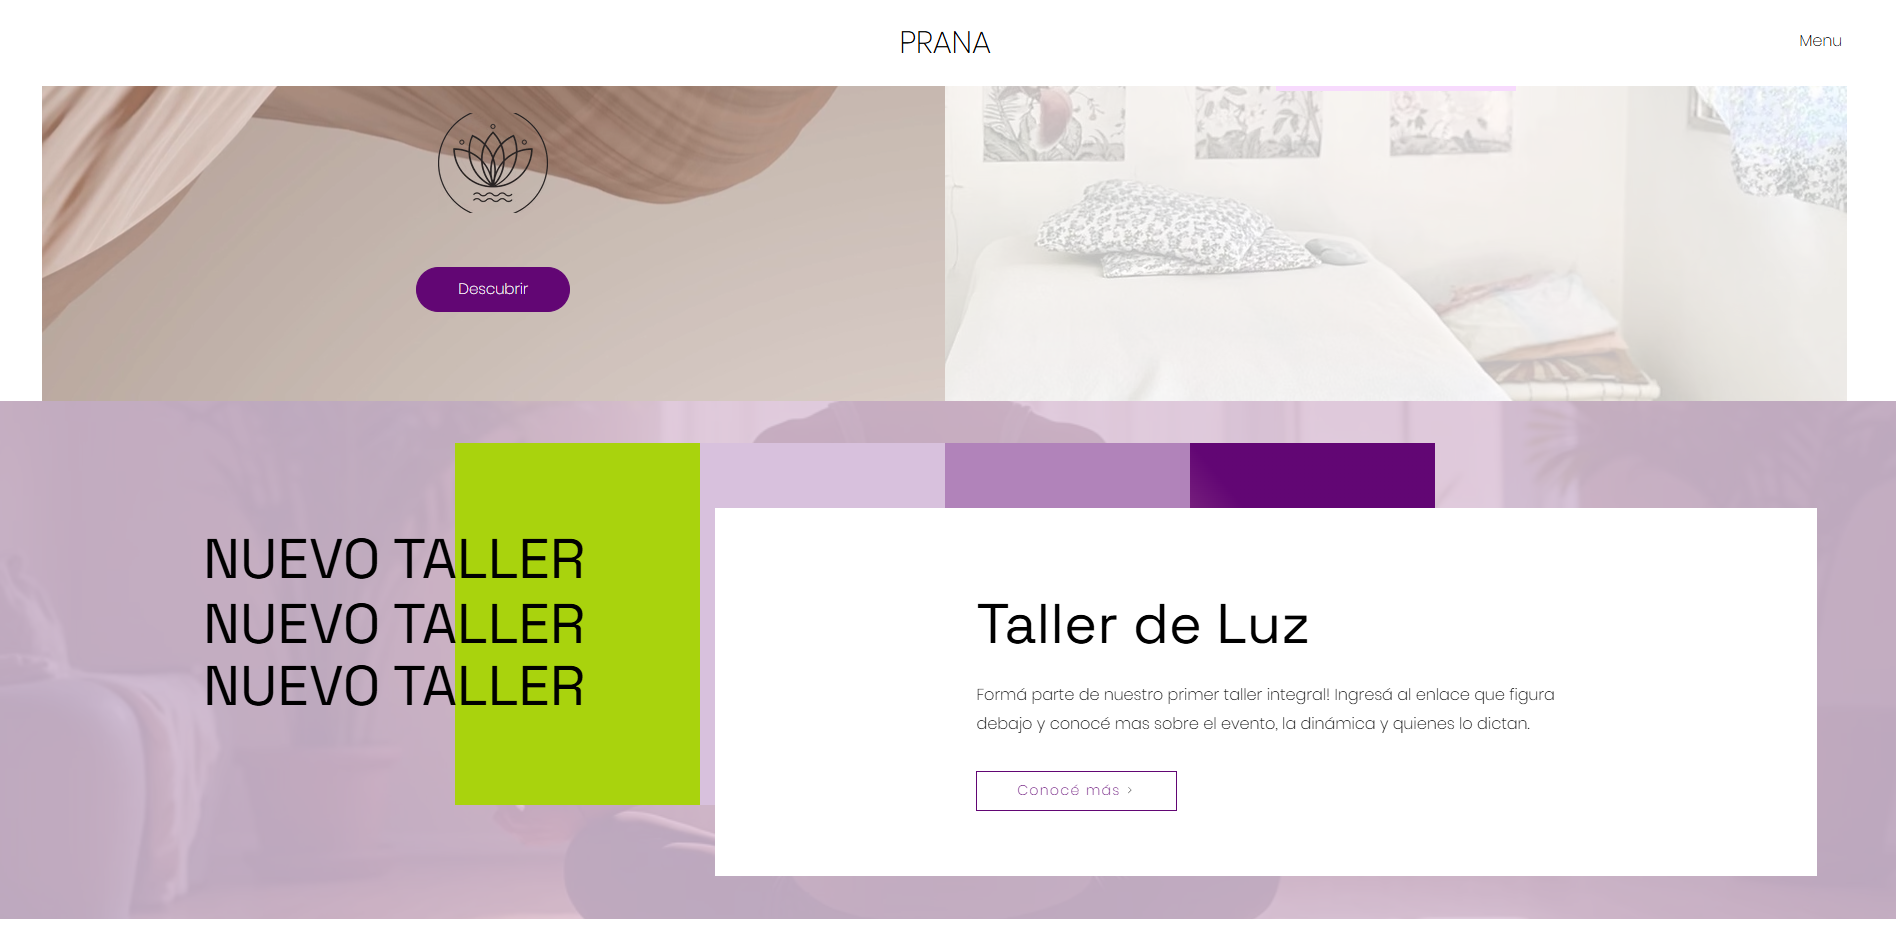 PRANA
Menu
Descubrir
NUEVO TALLER
NUEVO TALLER
NUEVO TALLER
Taller de Luz
Formá parte de nuestro primer taller integral! Ingresá al enlace que figura
debajo y conocé mas sobre el evento, la dinámica y quienes lo dictan.
Conocé más >